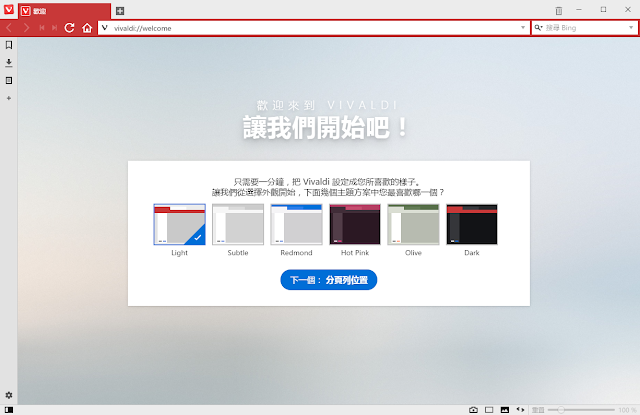 歡迎
vivaldi://welcome
搜尋 Bing
歡迎來到 VIVALDI
讓我們開始吧！
只需要一分鐘，把 Vivaldi 設定成您所喜歡的樣子。
讓我們從選擇外觀開始，下面幾個主題方案中您最喜歡哪一個？
Light
Subtle
Redmond
Hot Pink
Olive
Dark
下一個： 分頁列位置
重置
100 %